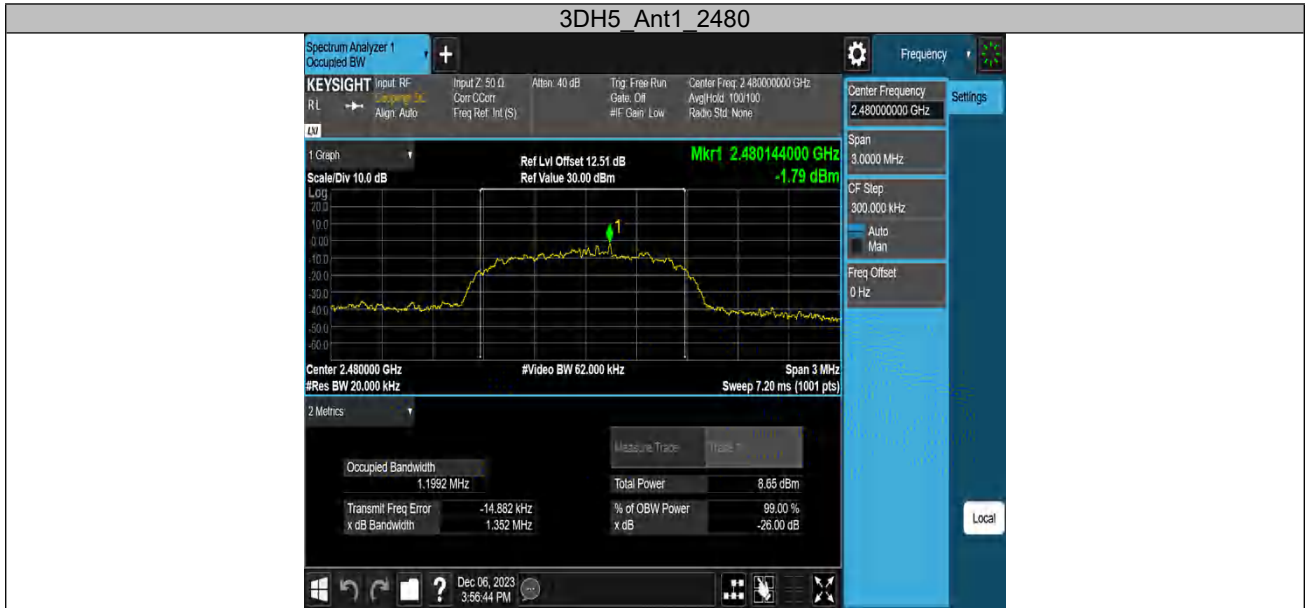 3DH5_Ant1_2480
Spectrum Analyzer 1
Occupied BW
+
Frequency
KEYSIGHT
R L
LXI
Input: RF
Coupling: DC
Align: Auto
Input Z: 50 Ω
Corr CCorr
Freq Ref: Int (S)
Atten: 40 dB
Trig: Free Run
Gate: Off
#IF Gain: Low
Center Freq: 2.480000000 GHz
Avg|Hold: 100/100
Radio Std: None
Center Frequency
2.480000000 GHz
Settings
Span
3.0000 MHz
CF Step
300.000 kHz
Auto
Man
Freq Offset
0 Hz
Local
1 Graph
Scale/Div 10.0 dB
Ref Lvl Offset 12.51 dB
Ref Value 30.00 dBm
Mkr1 2.480144000 GHz
-1.79 dBm
Log
20.0
10.0
0.00
-10.0
-20.0
-30.0
-40.0
-50.0
-60.0
1
Center 2.480000 GHz
#Res BW 20.000 kHz
#Video BW 62.000 kHz
Span 3 MHz
Sweep 7.20 ms (1001 pts)
2 Metrics
Measure Trace
Trace 1
Occupied Bandwidth
1.1992 MHz
Total Power
8.65 dBm
Transmit Freq Error
-14.882 kHz
% of OBW Power
99.00 %
x dB Bandwidth
1.352 MHz
x dB
-26.00 dB
?
Dec 06, 2023
3:56:44 PM